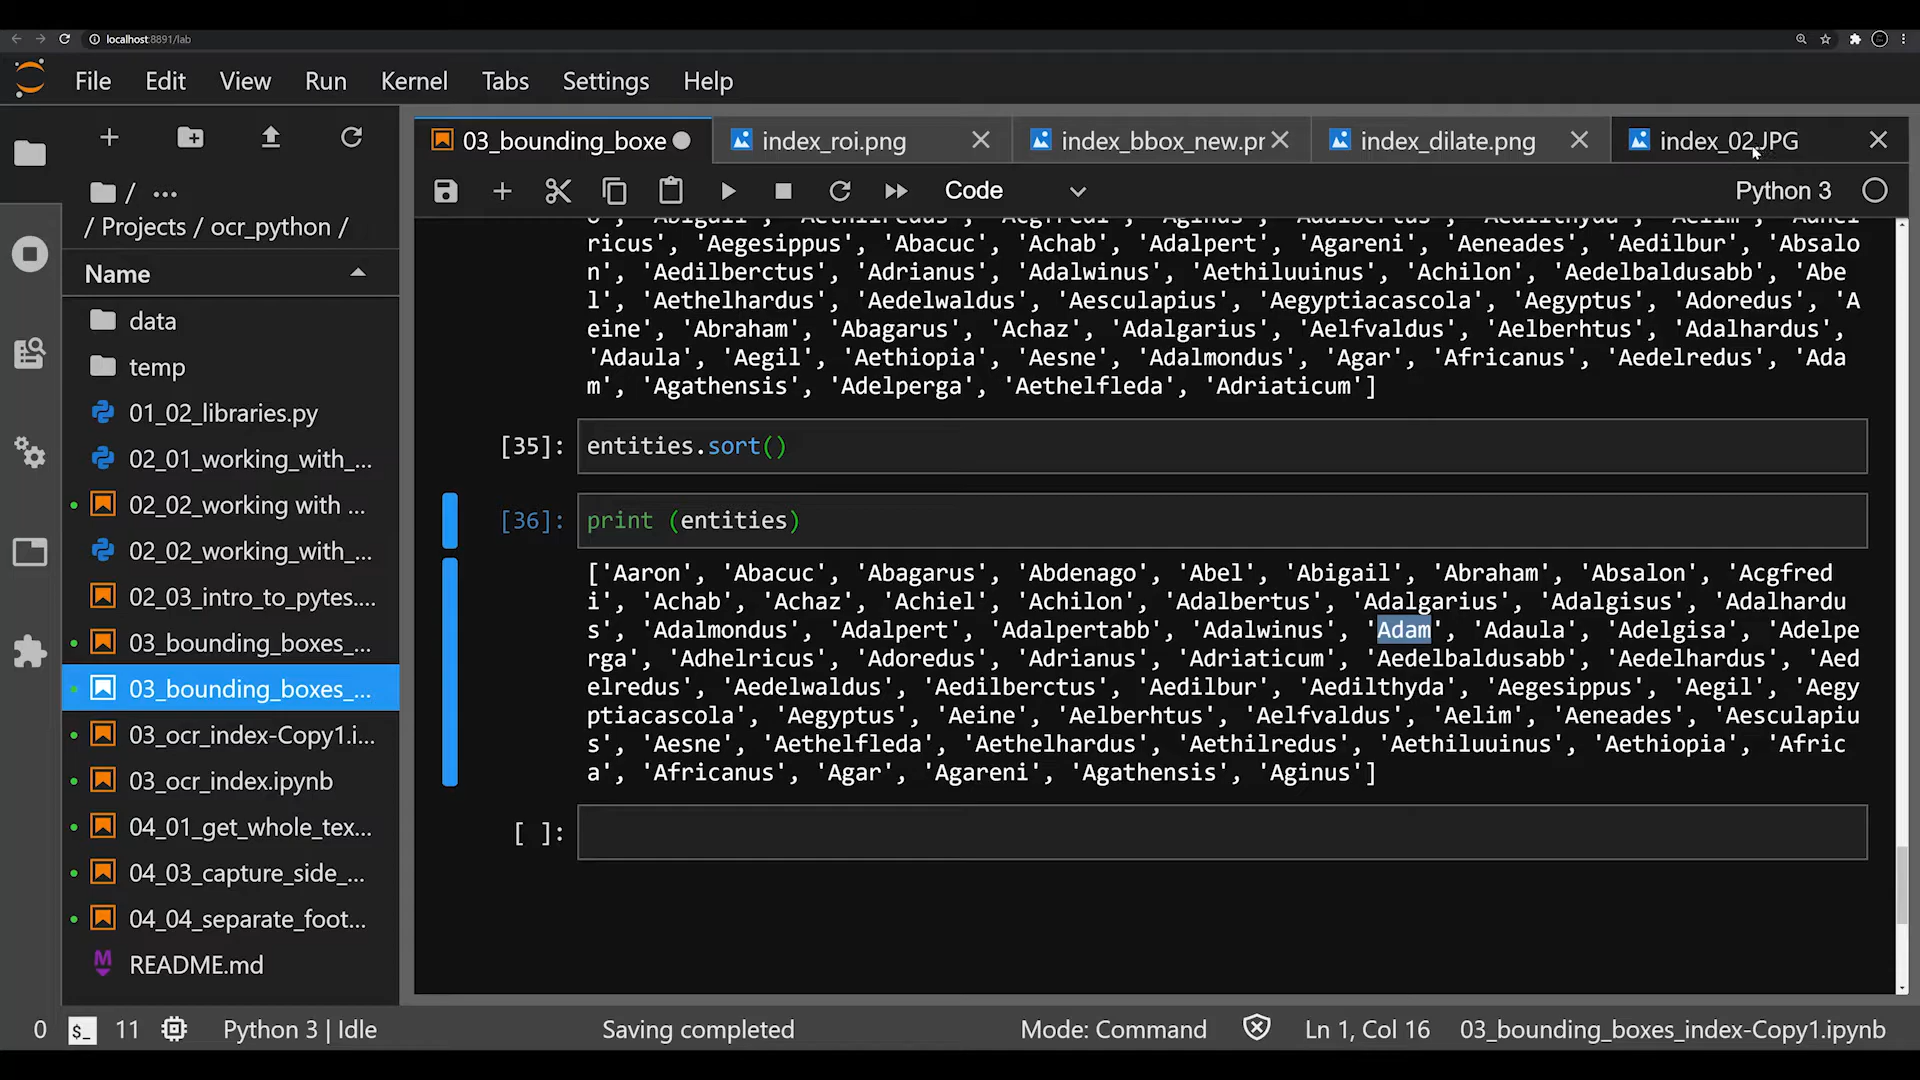 localhost:8891/lab
File Edit View Run Kernel Tabs Settings Help
03_bounding_boxe index_roi.png index_bbox_new.pr index_dilate.png index_02.JPG
Code Python 3
/ ...
/ Projects / ocr_python /
Name
data
temp
01_02_libraries.py
02_01_working_with_...
02_02_working with ...
02_02_working_with_...
02_03_intro_to_pytes....
03_bounding_boxes_...
03_bounding_boxes_...
03_ocr_index-Copy1.i...
03_ocr_index.ipynb
04_01_get_whole_tex...
04_03_capture_side_...
04_04_separate_foot...
README.md
ricus', 'Aegesippus', 'Abacuc', 'Achab', 'Adalpert', 'Agareni', 'Aeneades', 'Aedilbur', 'Absalo
n', 'Aedilberctus', 'Adrianus', 'Adalwinus', 'Aethiluuinus', 'Achilon', 'Aedelbaldusabb', 'Abe
l', 'Aethelhardus', 'Aedelwaldus', 'Aesculapius', 'Aegyptiacascola', 'Aegyptus', 'Adoredus', 'A
eine', 'Abraham', 'Abagarus', 'Achaz', 'Adalgarius', 'Aelfvaldus', 'Aelberhtus', 'Adalhardus',
'Adaula', 'Aegil', 'Aethiopia', 'Aesne', 'Adalmondus', 'Agar', 'Africanus', 'Aedelredus', 'Ada
m', 'Agathensis', 'Adelperga', 'Aethelfleda', 'Adriaticum']
[35]: entities.sort()
[36]: print (entities)
['Aaron', 'Abacuc', 'Abagarus', 'Abdenago', 'Abel', 'Abigail', 'Abraham', 'Absalon', 'Acgfred
i', 'Achab', 'Achaz', 'Achiel', 'Achilon', 'Adalbertus', 'Adalgarius', 'Adalgisus', 'Adalhardu
s', 'Adalmondus', 'Adalpert', 'Adalpertabb', 'Adalwinus', 'Adam', 'Adaula', 'Adelgisa', 'Adelpe
rga', 'Adhelricus', 'Adoredus', 'Adrianus', 'Adriaticum', 'Aedelbaldusabb', 'Aedelhardus', 'Aed
elredus', 'Aedelwaldus', 'Aedilberctus', 'Aedilbur', 'Aedilthyda', 'Aegesippus', 'Aegil', 'Aegy
ptiacascola', 'Aegyptus', 'Aeine', 'Aelberhtus', 'Aelfvaldus', 'Aelim', 'Aeneades', 'Aesculapiu
s', 'Aesne', 'Aethelfleda', 'Aethelhardus', 'Aethilredus', 'Aethiluuinus', 'Aethiopia', 'Afric
a', 'Africanus', 'Agar', 'Agareni', 'Agathensis', 'Aginus']
[ ]:
0 $_ 11 Python 3 | Idle Saving completed Mode: Command Ln 1, Col 16 03_bounding_boxes_index-Copy1.ipynb